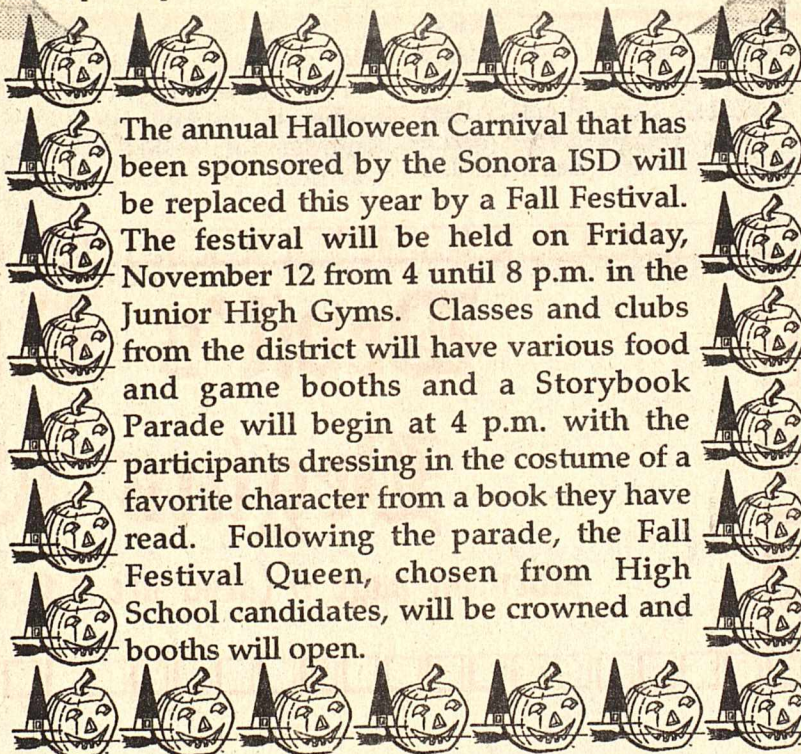 The annual Halloween Carnival that has
been sponsored by the Sonora ISD will
be replaced this year by a Fall Festival.
The festival will be held on Friday,
November 12 from 4 until 8 p.m. in the
Junior High Gyms. Classes and clubs
from the district will have various food
and game booths and a Storybook
Parade will begin at 4 p.m. with the
participants dressing in the costume of a
favorite character from a book they have
read. Following the parade, the Fall
Festival Queen, chosen from High
School candidates, will be crowned and
booths will open.